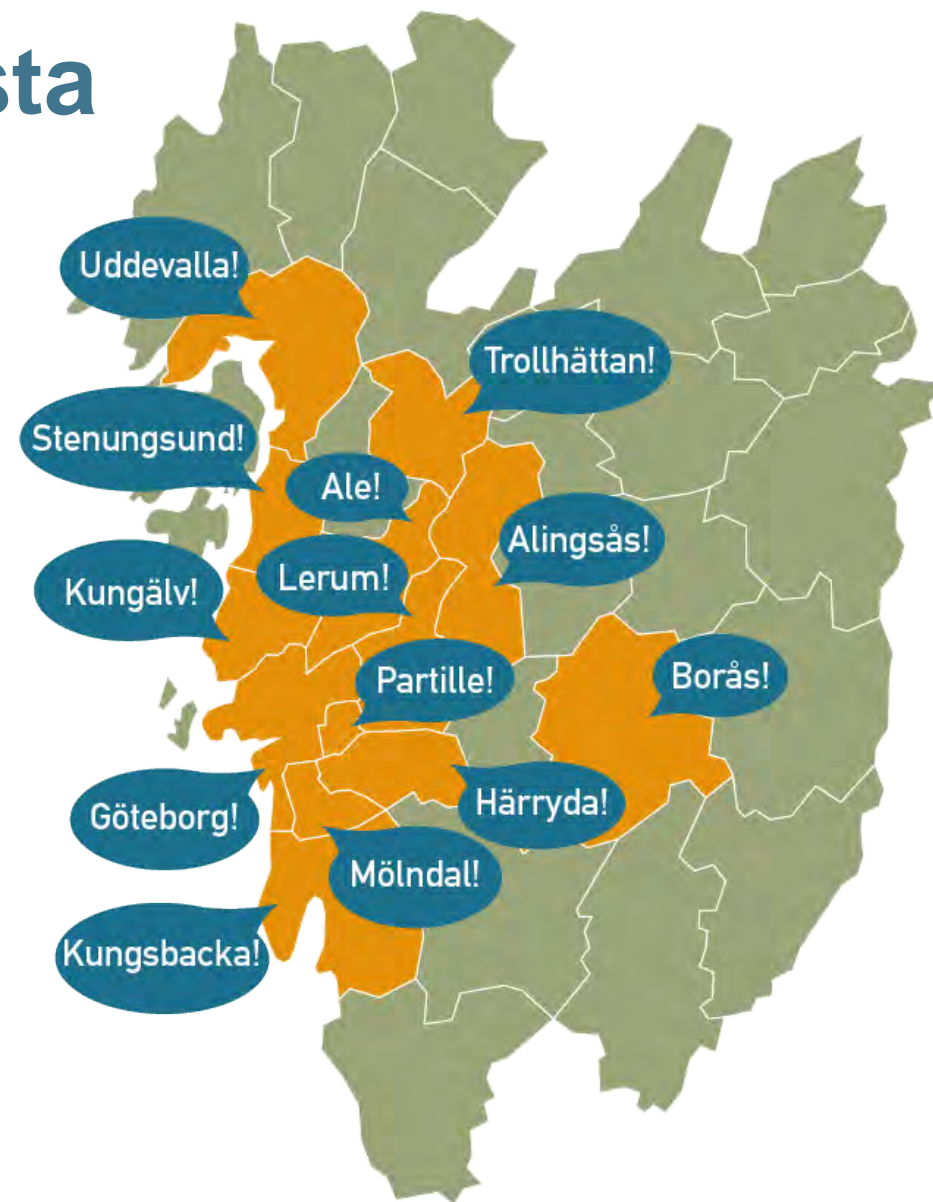 sta
Uddevalla!
Trollhättan!
Stenungsund!
Ale!
Alingsås!
Lerum!
Kungälv!
Partille!
Borås!
Göteborg!
Härryda!
Mölndal!
Kungsbacka!